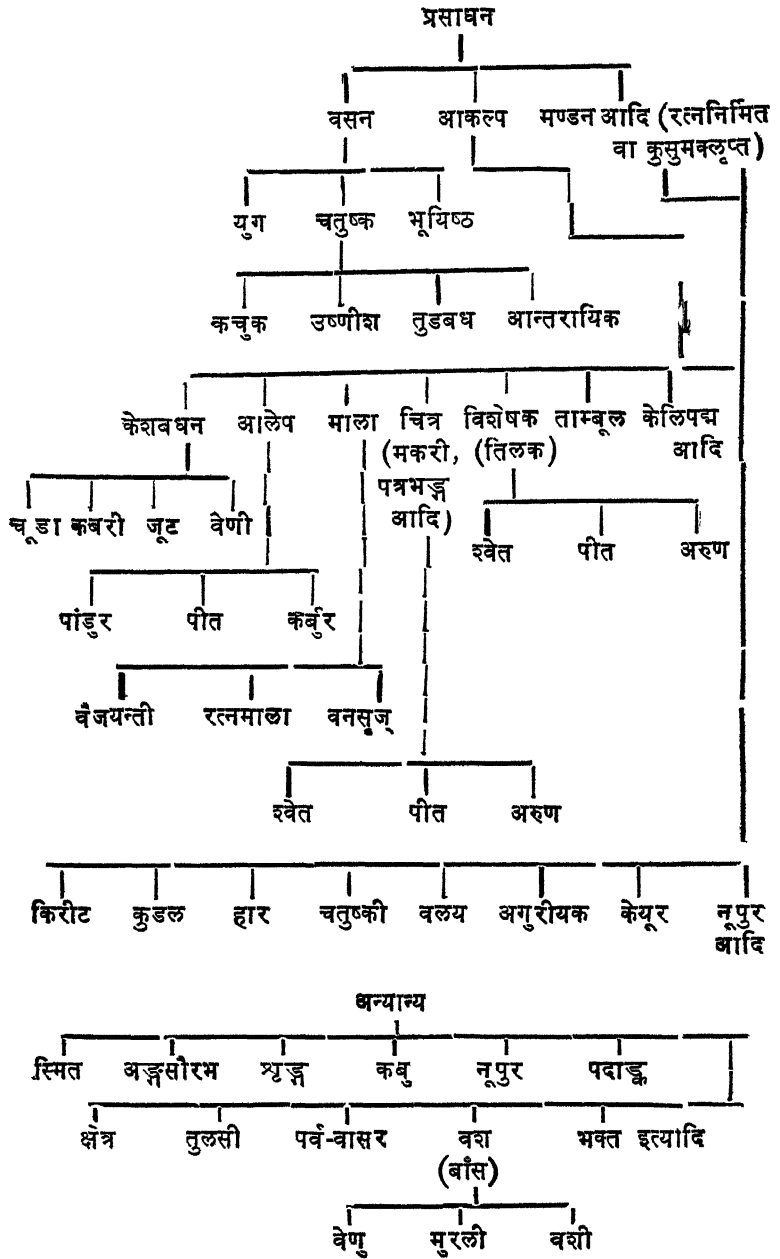 प्रसाधन
वसन आकल्प मण्डन आदि (रत्ननिर्मित
वा कुसुमक्लृप्त)
युग चतुष्क भूयिष्ठ
कचुक उष्णीश तुडबध आन्तरायिक
केशबधन आलेप माला चित्र विशेषक ताम्बूल केलिपद्म
(मकरी, (तिलक) आदि
पत्रभङ्ग
आदि)
चूडा कबरी जूट वेणी
श्वेत पीत अरुण
पांडुर पीत कर्बुर
वैजयन्ती रत्नमाला वनसृज्
श्वेत पीत अरुण
किरीट कुडल हार चतुष्की वलय अगुरीयक केयूर नूपुर
आदि
अन्यान्य
स्मित अङ्गसौरभ शृङ्ग कबु नूपुर पदाङ्क
क्षेत्र तुलसी पर्व-वासर वश भक्त इत्यादि
(बाँस)
वेणु मुरली वशी